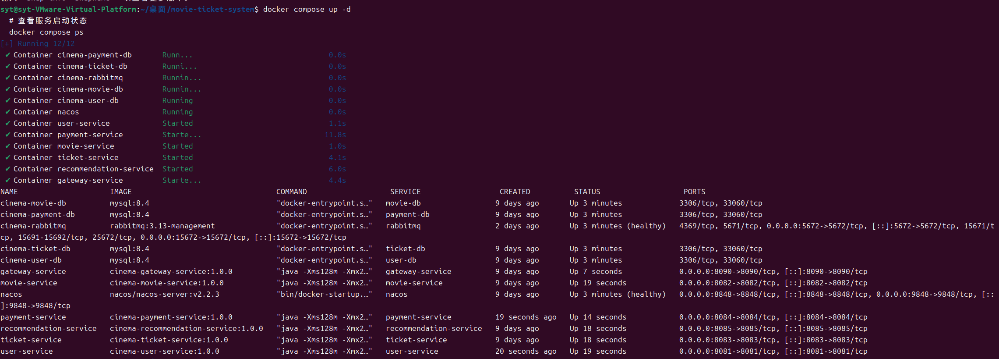 syt@syt-VMware-Virtual-Platform:~/桌面/movie-ticket-system$ docker compose up -d
# 查看服务启动状态
docker compose ps
[+] Running 12/12
✔ Container cinema-payment-db Runn... 0.0s
✔ Container cinema-ticket-db Runni... 0.0s
✔ Container cinema-rabbitmq Runnin... 0.0s
✔ Container cinema-movie-db Runnin... 0.0s
✔ Container cinema-user-db Running 0.0s
✔ Container nacos Running 0.0s
✔ Container user-service Started 1.1s
✔ Container payment-service Starte... 11.8s
✔ Container movie-service Started 1.0s
✔ Container ticket-service Started 4.1s
✔ Container recommendation-service Started 6.0s
✔ Container gateway-service Starte... 4.4s
NAME IMAGE COMMAND SERVICE CREATED STATUS PORTS
cinema-movie-db mysql:8.4 "docker-entrypoint.s…" movie-db 9 days ago Up 3 minutes 3306/tcp, 33060/tcp
cinema-payment-db mysql:8.4 "docker-entrypoint.s…" payment-db 9 days ago Up 3 minutes 3306/tcp, 33060/tcp
cinema-rabbitmq rabbitmq:3.13-management "docker-entrypoint.s…" rabbitmq 2 days ago Up 3 minutes (healthy) 4369/tcp, 5671/tcp, 0.0.0.0:5672->5672/tcp, [::]:5672->5672/tcp, 15671/t
cp, 15691-15692/tcp, 25672/tcp, 0.0.0.0:15672->15672/tcp, [::]:15672->15672/tcp
cinema-ticket-db mysql:8.4 "docker-entrypoint.s…" ticket-db 9 days ago Up 3 minutes 3306/tcp, 33060/tcp
cinema-user-db mysql:8.4 "docker-entrypoint.s…" user-db 9 days ago Up 3 minutes 3306/tcp, 33060/tcp
gateway-service cinema-gateway-service:1.0.0 "java -Xms128m -Xmx2…" gateway-service 9 days ago Up 7 seconds 0.0.0.0:8090->8090/tcp, [::]:8090->8090/tcp
movie-service cinema-movie-service:1.0.0 "java -Xms128m -Xmx2…" movie-service 9 days ago Up 19 seconds 0.0.0.0:8082->8082/tcp, [::]:8082->8082/tcp
nacos nacos/nacos-server:v2.2.3 "bin/docker-startup.…" nacos 9 days ago Up 3 minutes (healthy) 0.0.0.0:8848->8848/tcp, [::]:8848->8848/tcp, 0.0.0.0:9848->9848/tcp, [::
]:9848->9848/tcp
payment-service cinema-payment-service:1.0.0 "java -Xms128m -Xmx2…" payment-service 19 seconds ago Up 14 seconds 0.0.0.0:8084->8084/tcp, [::]:8084->8084/tcp
recommendation-service cinema-recommendation-service:1.0.0 "java -Xms128m -Xmx2…" recommendation-service 9 days ago Up 18 seconds 0.0.0.0:8085->8085/tcp, [::]:8085->8085/tcp
ticket-service cinema-ticket-service:1.0.0 "java -Xms128m -Xmx2…" ticket-service 9 days ago Up 18 seconds 0.0.0.0:8083->8083/tcp, [::]:8083->8083/tcp
user-service cinema-user-service:1.0.0 "java -Xms128m -Xmx2…" user-service 20 seconds ago Up 19 seconds 0.0.0.0:8081->8081/tcp, [::]:8081->8081/tcp